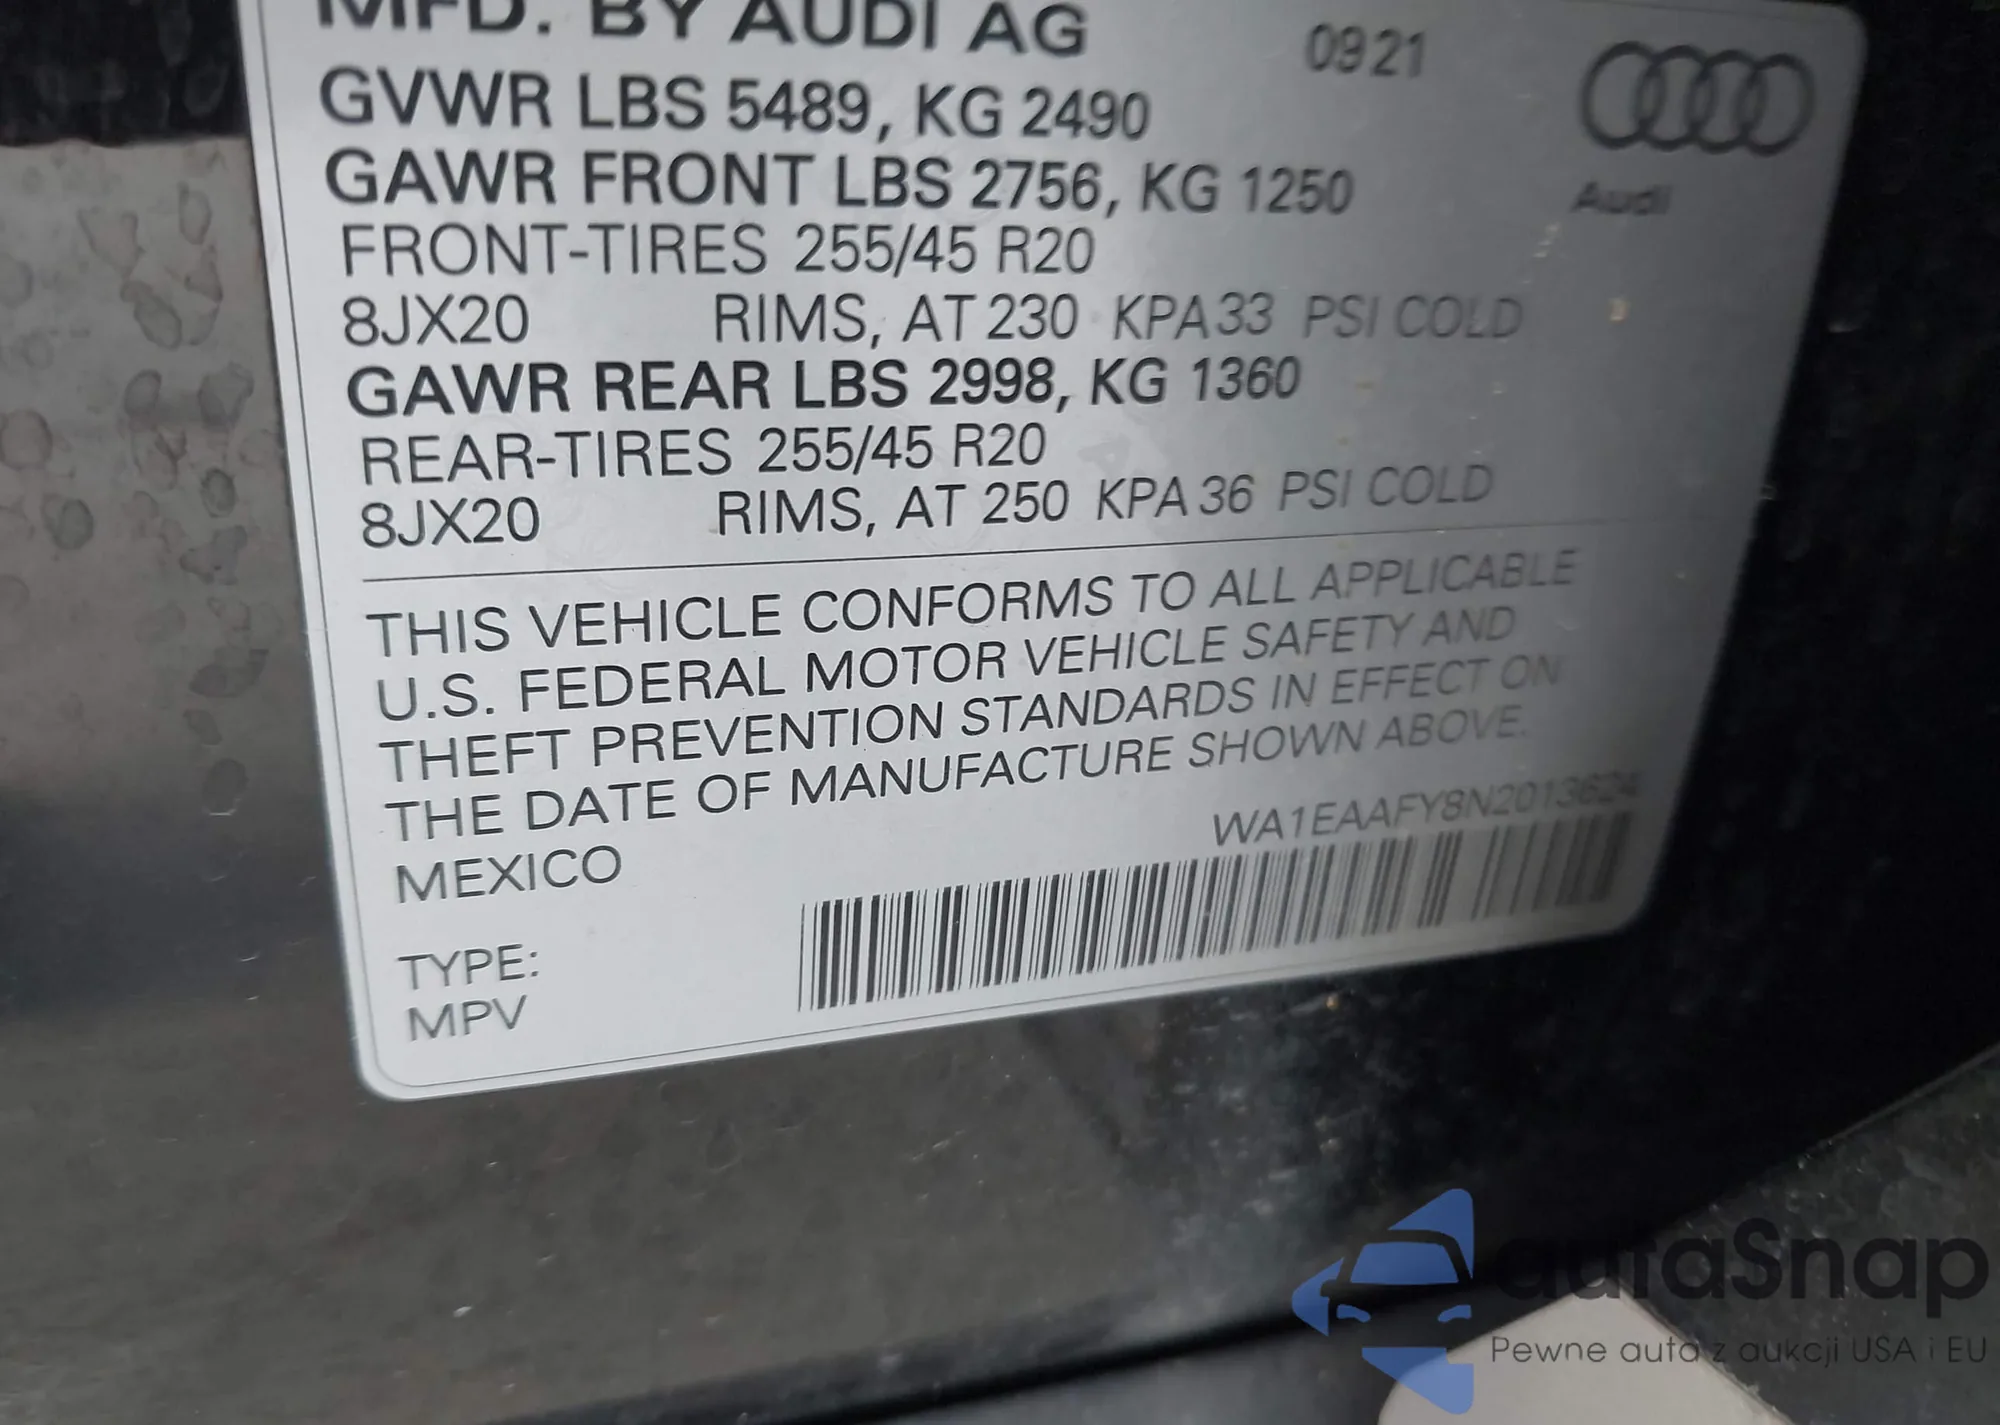 MFD. BY AUDI AG 09 21
GVWR LBS 5489, KG 2490
GAWR FRONT LBS 2756, KG 1250
Audi
FRONT-TIRES 255/45 R20
8JX20 RIMS, AT 230 KPA 33 PSI COLD
GAWR REAR LBS 2998, KG 1360
REAR-TIRES 255/45 R20
8JX20 RIMS, AT 250 KPA 36 PSI COLD
THIS VEHICLE CONFORMS TO ALL APPLICABLE
U.S. FEDERAL MOTOR VEHICLE SAFETY AND
THEFT PREVENTION STANDARDS IN EFFECT ON
THE DATE OF MANUFACTURE SHOWN ABOVE.
MEXICO
WA1EAAFY8N2013624
TYPE:
MPV
autaSnap
Pewne auta z aukcji USA i EU